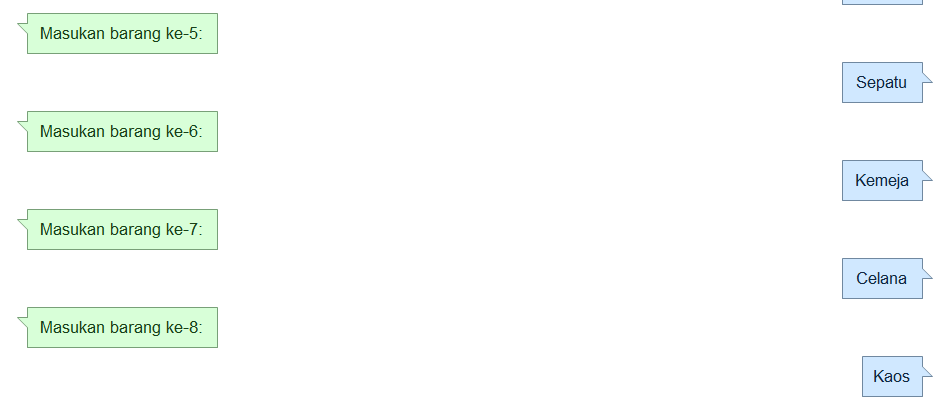 Masukan barang ke-5:
Sepatu
Masukan barang ke-6:
Kemeja
Masukan barang ke-7:
Celana
Masukan barang ke-8:
Kaos